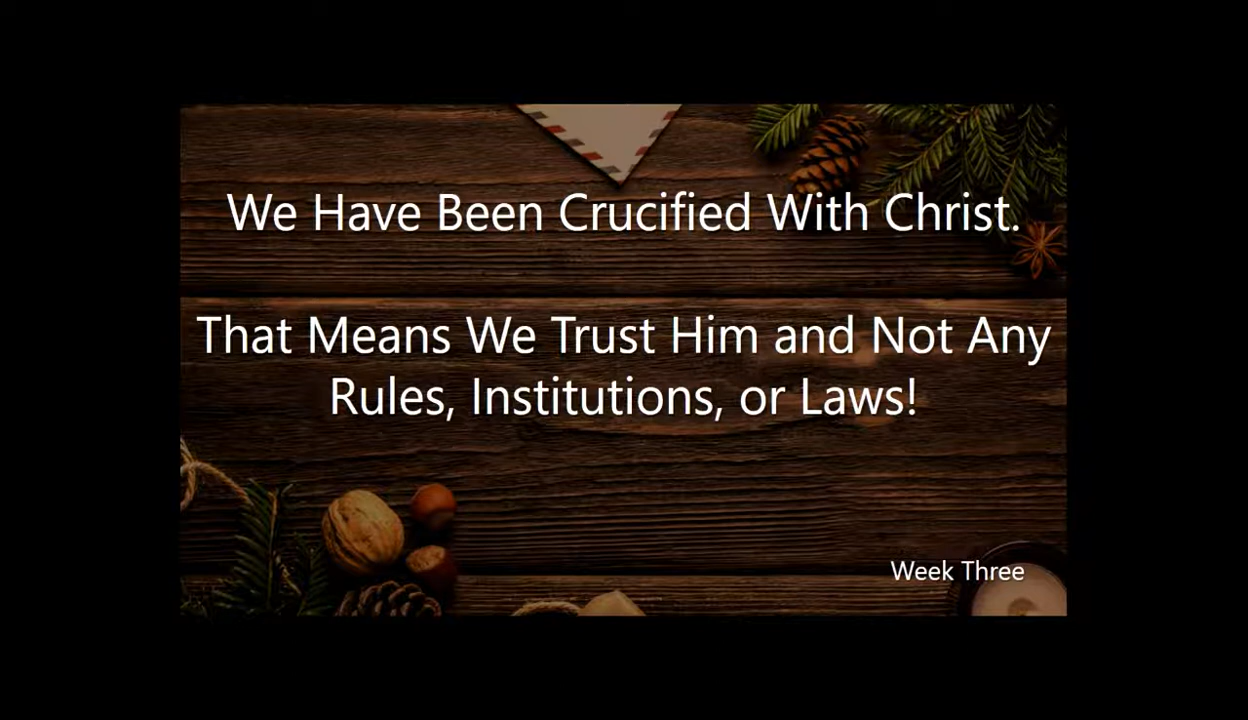 We Have Been Crucified With Christ.
That Means We Trust Him and Not Any
Rules, Institutions, or Laws!
Week Three